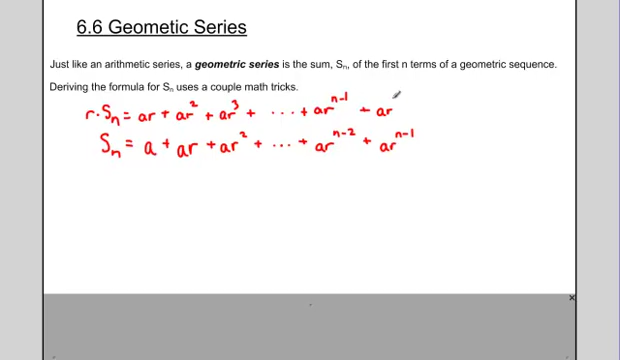 6.6 Geometic Series
Just like an arithmetic series, a geometric series is the sum, Sₙ, of the first n terms of a geometric sequence.
Deriving the formula for Sₙ uses a couple math tricks.
r·Sₙ = ar + ar² + ar³ + ··· + arⁿ⁻¹ + ar
Sₙ = a + ar + ar² + ··· + arⁿ⁻² + arⁿ⁻¹